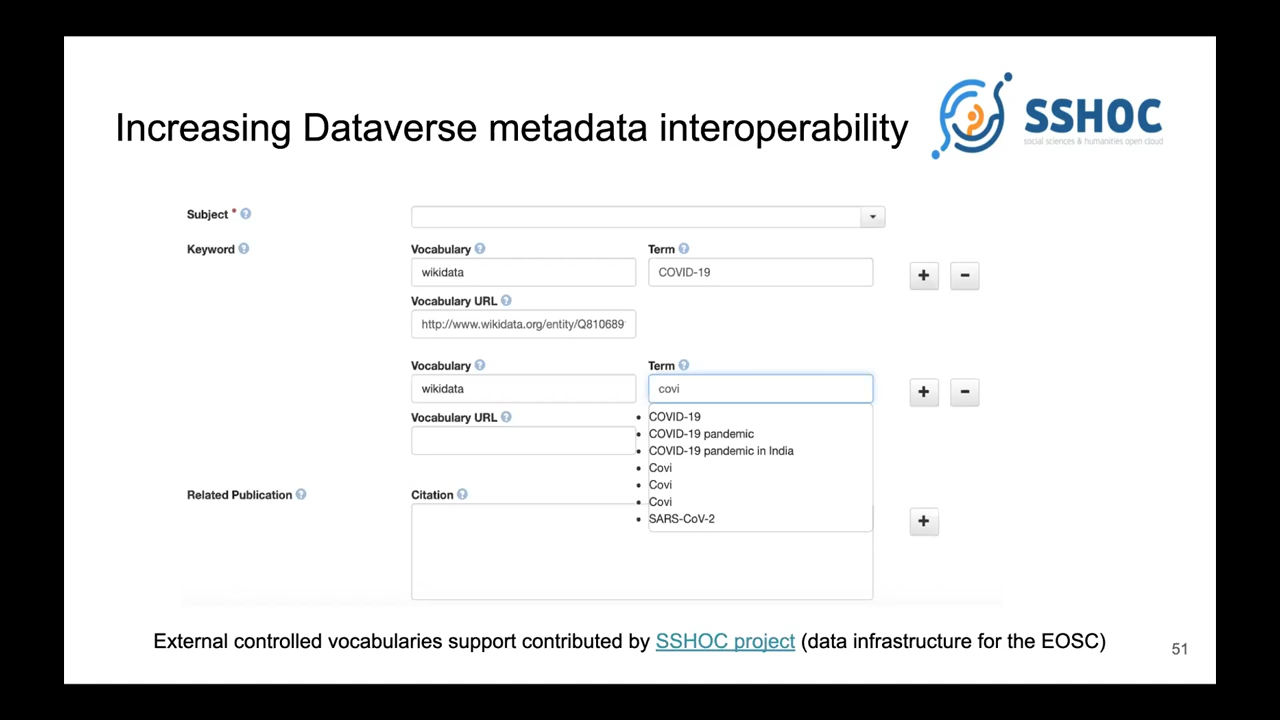 Increasing Dataverse metadata interoperability
SSHOC
social sciences & humanities open cloud
Subject * ?
Keyword ?
Vocabulary ? Term ?
wikidata COVID-19
+ -
Vocabulary URL ?
http://www.wikidata.org/entity/Q810689
Vocabulary ? Term ?
wikidata covi
+ -
Vocabulary URL ?
• COVID-19
• COVID-19 pandemic
• COVID-19 pandemic in India
• Covi
• Covi
• Covi
• SARS-CoV-2
Related Publication ? Citation ?
+
External controlled vocabularies support contributed by SSHOC project (data infrastructure for the EOSC)
51